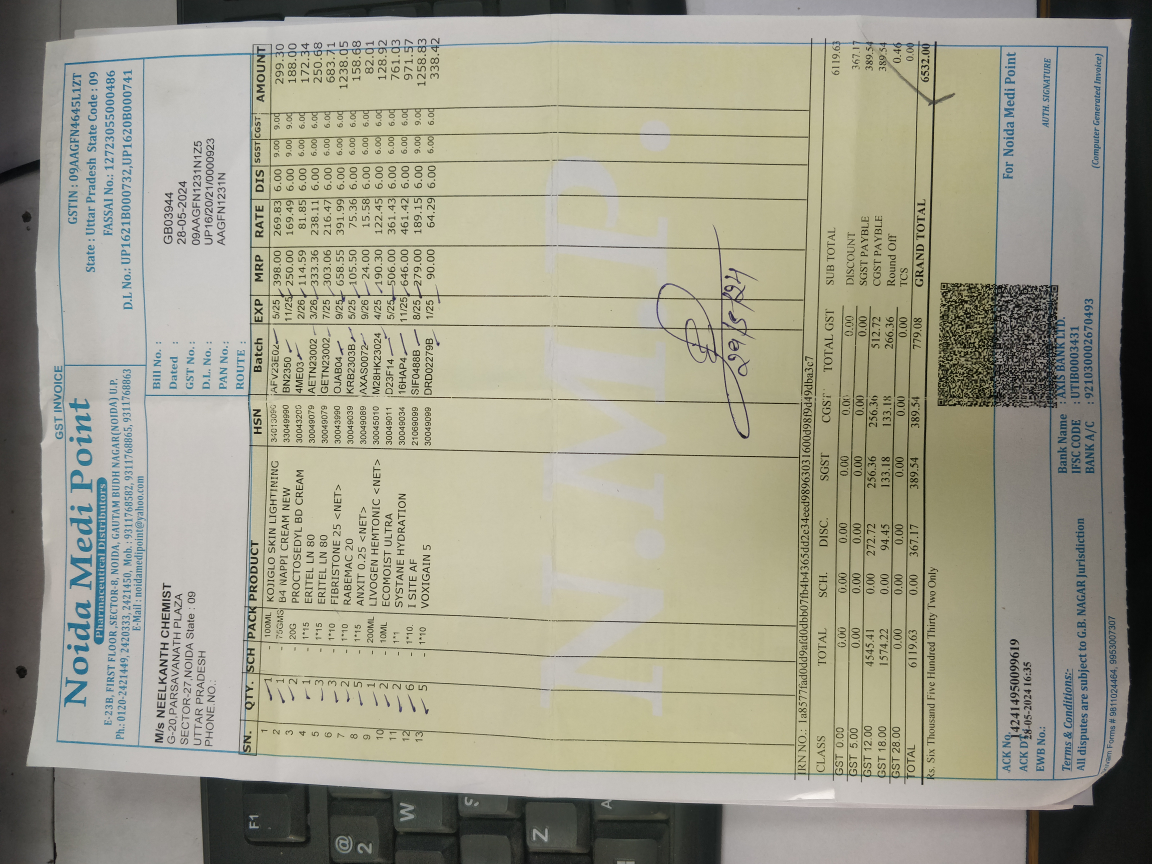 GST INVOICE
Noida Medi Point
Pharmaceutical Distributors
E-23B, FIRST FLOOR, SECTOR-8, NOIDA, GAUTAM BUDH NAGAR(NOIDA) U.P.
Ph.: 0120-2421449, 2420333, 2421450, Mob.: 9311768582, 9311768865, 9311768863
E-Mail : noidamedipoint@yahoo.com
GSTIN : 09AAGFN4645L1ZT
State : Uttar Pradesh State Code : 09
FASSAI No.: 12723055000486
D.L No.: UP1621B000732,UP1620B000741
M/s NEELKANTH CHEMIST
G-20,PARSAVANATH PLAZA
SECTOR-27,NOIDA State : 09
UTTAR PRADESH
PHONE.NO.:
Bill No. : GB03944
Dated : 28-05-2024
GST No.: 09AAGFN1231N1Z5
D.L. No.: UP16/20/21/0000923
PAN No.: AAGFN1231N
ROUTE :
SN. QTY. SCH PACK PRODUCT HSN Batch EXP MRP RATE DIS SGST CGST AMOUNT
1 1 - 100ML KOJIGLO SKIN LIGHTINING 34013090 AFV23E02 5/25 398.00 269.83 6.00 9.00 9.00 299.30
2 1 - 75GMS B4 NAPPI CREAM NEW 33049990 BN2350 11/25 250.00 169.49 6.00 9.00 9.00 188.00
3 2 - 20G PROCTOSEDYL BD CREAM 30043200 4ME03 2/26 114.59 81.85 6.00 6.00 6.00 172.34
4 1 - 1*15 ERITEL LN 80 30049079 AETN23002 3/26 333.36 238.11 6.00 6.00 6.00 250.68
5 3 - 1*15 ERITEL LN 80 30049079 GETN23002 7/25 303.06 216.47 6.00 6.00 6.00 683.71
6 3 - 1*10 FIBRISTONE 25 <NET> 30043990 OJAB04 9/25 658.55 391.99 6.00 6.00 6.00 1238.05
7 2 - 1*10 RABEMAC 20 30049039 KRB2303B 5/25 105.50 75.36 6.00 6.00 6.00 158.68
8 5 - 1*15 ANXIT 0.25 <NET> 30049089 AXAS0072 9/26 24.00 15.58 6.00 6.00 6.00 82.01
9 1 - 200ML LIVOGEN HEMTONIC <NET> 30045010 M28HK23024 4/25 190.30 122.45 6.00 6.00 6.00 128.92
10 2 - 10ML ECOMOIST ULTRA 30049011 D23F14 5/25 506.00 361.43 6.00 6.00 6.00 761.03
11 2 - 1*1 SYSTANE HYDRATION 30049034 16HAP4 11/25 646.00 461.42 6.00 6.00 6.00 971.57
12 6 - 1*10. I SITE AF 21069099 SIF0488B 8/25 279.00 189.15 6.00 9.00 9.00 1258.83
13 5 - 1*10 VOXIGAIN 5 30049099 DRD02279B 1/25 90.00 64.29 6.00 6.00 6.00 338.42
29/5/24
IRN NO.: 1a8577fad0dd9afd0dbb07fb4b4365dd2c34eed98963031600d98f9d49dba3c7
CLASS TOTAL SCH. DISC. SGST CGST TOTAL GST
GST 0.00 0.00 0.00 0.00 0.00 0.00 0.00
GST 5.00 0.00 0.00 0.00 0.00 0.00 0.00
GST 12.00 4545.41 0.00 272.72 256.36 256.36 512.72
GST 18.00 1574.22 0.00 94.45 133.18 133.18 266.36
GST 28.00 0.00 0.00 0.00 0.00 0.00 0.00
TOTAL 6119.63 0.00 367.17 389.54 389.54 779.08
SUB TOTAL 6119.63
DISCOUNT 367.17
SGST PAYBLE 389.54
CGST PAYBLE 389.54
Round Off 0.46
TCS 0.00
GRAND TOTAL 6532.00
Rs. Six Thousand Five Hundred Thirty Two Only
ACK No. 142414950099619
ACK DT. 28-05-2024 16:35
EWB No.:
Terms & Conditions:-
All disputes are subject to G.B. NAGAR Jurisdiction
Bank Name : AXIS BANK LTD.
IFSC CODE : UTIB0003431
BANK A/C : 921030002670493
For Noida Medi Point
AUTH. SIGNATURE
(Computer Generated Invoice)
Forms # 9811024464, 9953007307
F1
@
2
W
S
Z
A